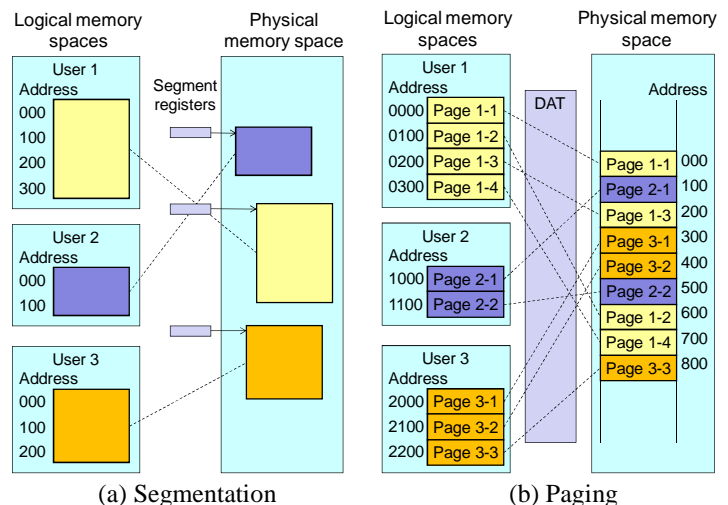 Logical memory
spaces
Physical
memory space
User 1
Address
000
100
200
300
Segment
registers
User 2
Address
000
100
User 3
Address
000
100
200
(a) Segmentation
Logical memory
spaces
Physical memory
space
User 1
Address
0000 Page 1-1
0100 Page 1-2
0200 Page 1-3
0300 Page 1-4
User 2
Address
1000 Page 2-1
1100 Page 2-2
User 3
Address
2000 Page 3-1
2100 Page 3-2
2200 Page 3-3
DAT
Address
Page 1-1 000
Page 2-1 100
Page 1-3 200
Page 3-1 300
Page 3-2 400
Page 2-2 500
Page 1-2 600
Page 1-4 700
Page 3-3 800
(b) Paging